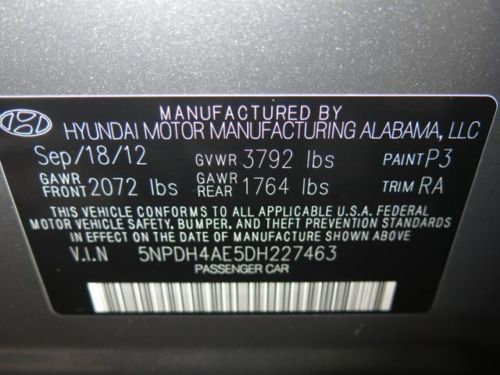 MANUFACTURED BY
HYUNDAI MOTOR MANUFACTURING ALABAMA, LLC
Sep/18/12 GVWR 3792 lbs PAINT P3
GAWR FRONT 2072 lbs GAWR REAR 1764 lbs TRIM RA
THIS VEHICLE CONFORMS TO ALL APPLICABLE U.S.A. FEDERAL
MOTOR VEHICLE SAFETY, BUMPER, AND THEFT PREVENTION STANDARDS
IN EFFECT ON THE DATE OF MANUFACTURE SHOWN ABOVE
V.I.N 5NPDH4AE5DH227463
PASSENGER CAR